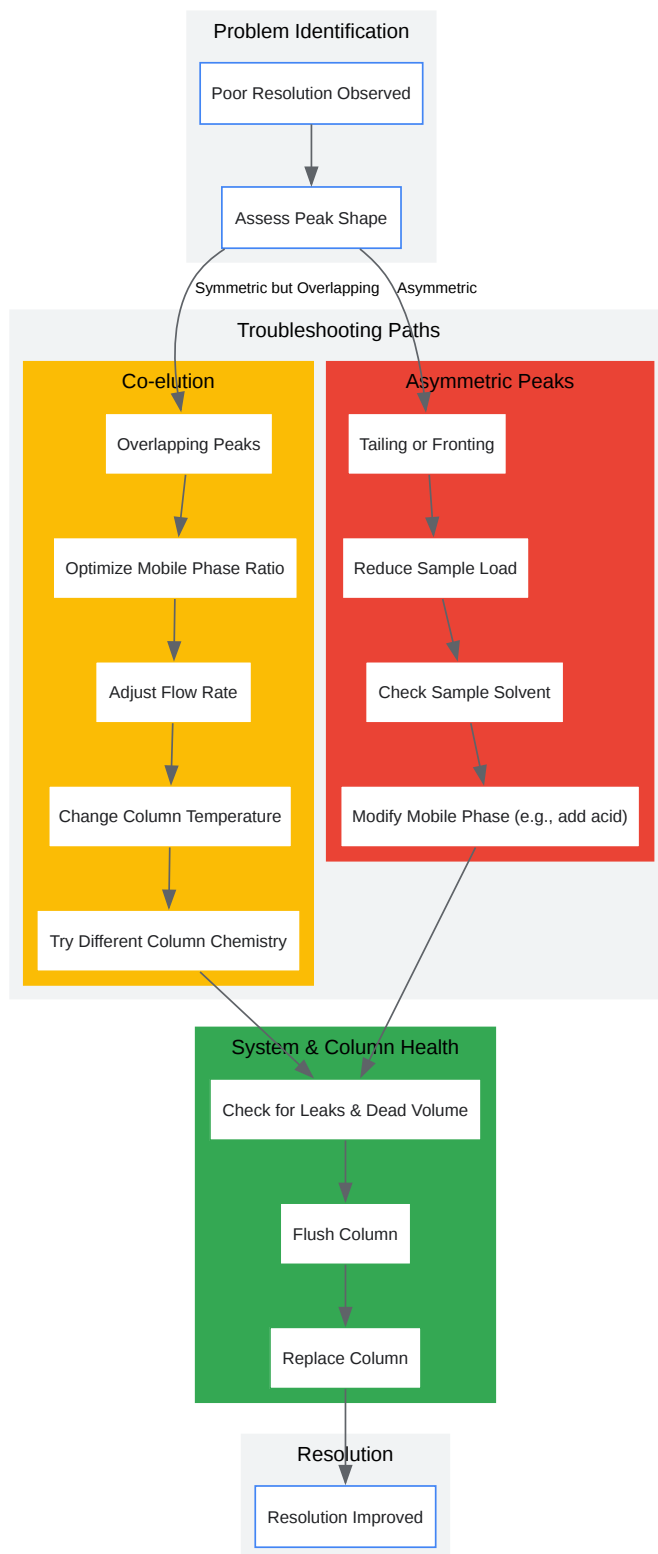 Problem Identification
Poor Resolution Observed
Assess Peak Shape
Symmetric but Overlapping
Asymmetric
Troubleshooting Paths
Co-elution
Overlapping Peaks
Optimize Mobile Phase Ratio
Adjust Flow Rate
Change Column Temperature
Try Different Column Chemistry
Asymmetric Peaks
Tailing or Fronting
Reduce Sample Load
Check Sample Solvent
Modify Mobile Phase (e.g., add acid)
System & Column Health
Check for Leaks & Dead Volume
Flush Column
Replace Column
Resolution
Resolution Improved